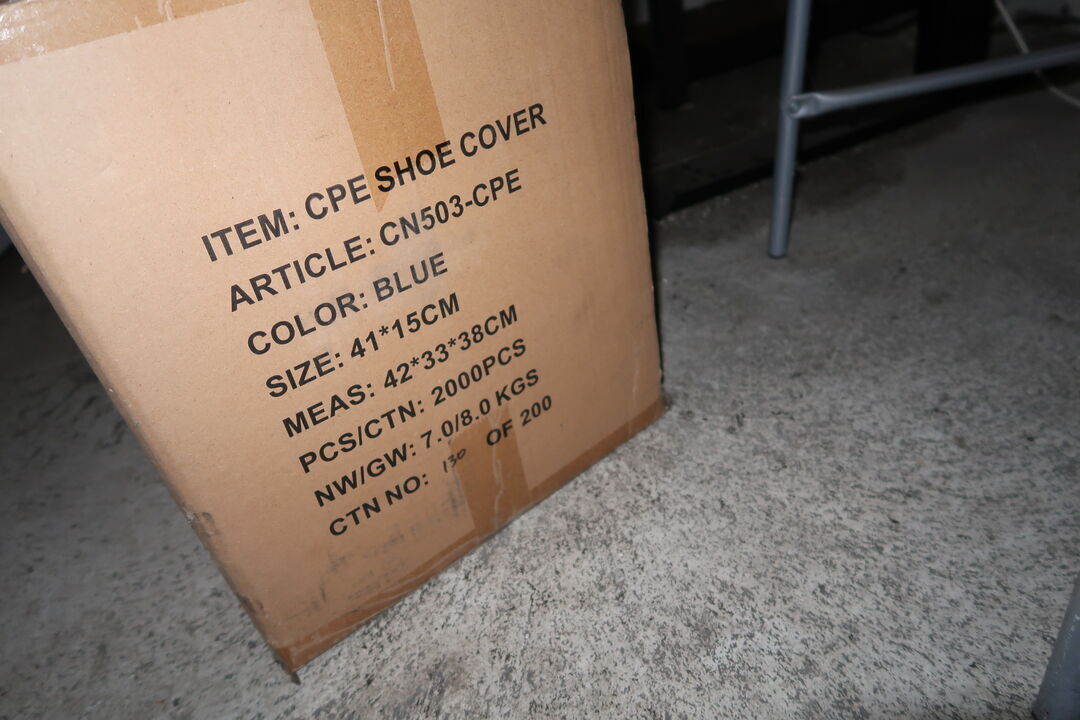 ITEM: CPE SHOE COVER
ARTICLE: CN503-CPE
COLOR: BLUE
SIZE: 41*15CM
MEAS: 42*33*38CM
PCS/CTN: 2000PCS
NW/GW: 7.0/8.0 KGS
CTN NO: 130 OF 200